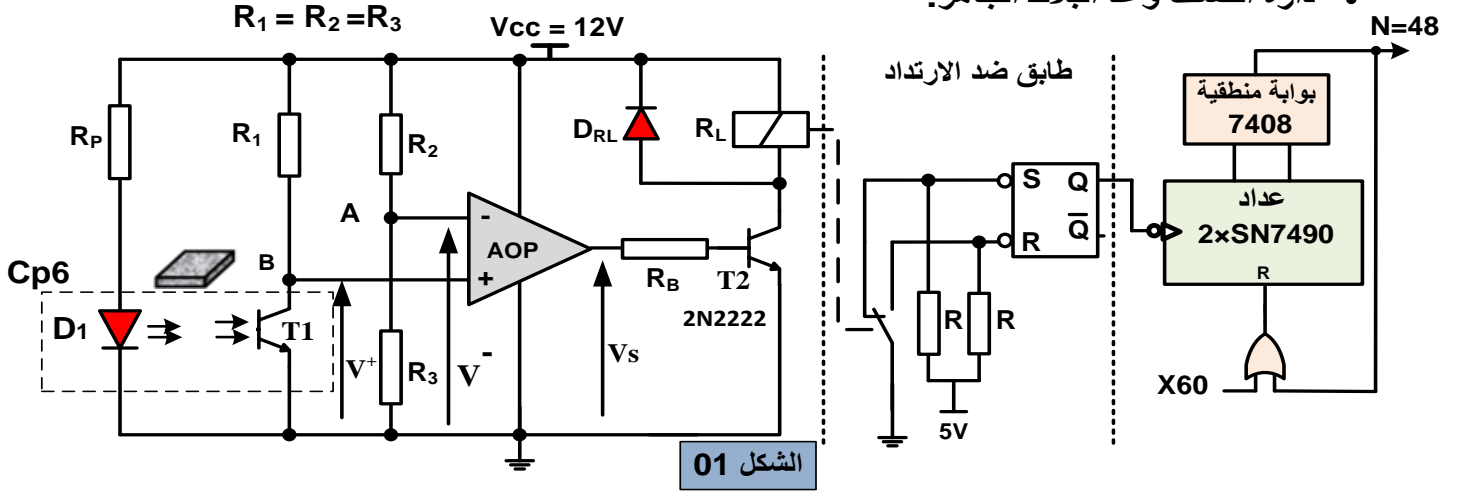 R1 = R2 =R3
Vcc = 12V
N=48
طابق ضد الارتداد
بوابة منطقية
7408
RP
R1
R2
DRL
RL
A
-
AOP
+
B
RB
T2
2N2222
S Q
R Q̅
عداد
2×SN7490
R
Cp6
D1
T1
V+
R3
V-
Vs
R R
5V
X60
الشكل 01